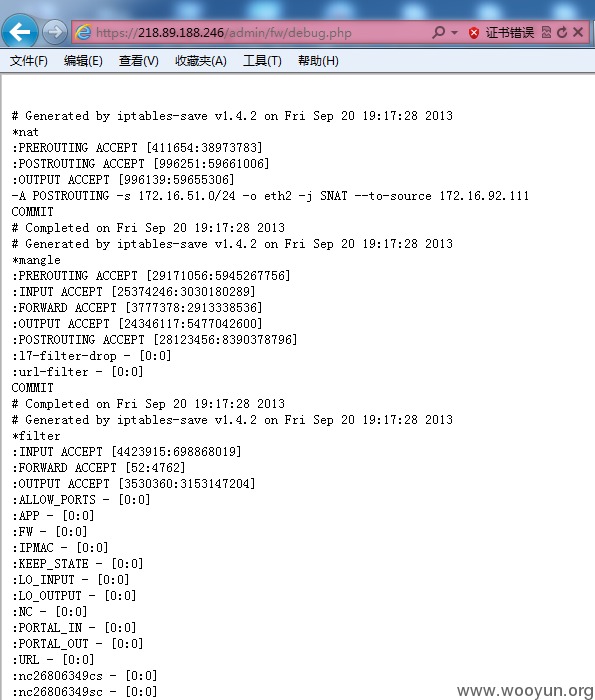 https://218.89.188.246/admin/fw/debug.php
证书错误
文件(F) 编辑(E) 查看(V) 收藏夹(A) 工具(T) 帮助(H)
# Generated by iptables-save v1.4.2 on Fri Sep 20 19:17:28 2013
*nat
:PREROUTING ACCEPT [411654:38973783]
:POSTROUTING ACCEPT [996251:59661006]
:OUTPUT ACCEPT [996139:59655306]
-A POSTROUTING -s 172.16.51.0/24 -o eth2 -j SNAT --to-source 172.16.92.111
COMMIT
# Completed on Fri Sep 20 19:17:28 2013
# Generated by iptables-save v1.4.2 on Fri Sep 20 19:17:28 2013
*mangle
:PREROUTING ACCEPT [29171056:5945267756]
:INPUT ACCEPT [25374246:3030180289]
:FORWARD ACCEPT [3777378:2913338536]
:OUTPUT ACCEPT [24346117:5477042600]
:POSTROUTING ACCEPT [28123456:8390378796]
:l7-filter-drop - [0:0]
:url-filter - [0:0]
COMMIT
# Completed on Fri Sep 20 19:17:28 2013
# Generated by iptables-save v1.4.2 on Fri Sep 20 19:17:28 2013
*filter
:INPUT ACCEPT [4423915:698868019]
:FORWARD ACCEPT [52:4762]
:OUTPUT ACCEPT [3530360:3153147204]
:ALLOW_PORTS - [0:0]
:APP - [0:0]
:FW - [0:0]
:IPMAC - [0:0]
:KEEP_STATE - [0:0]
:LO_INPUT - [0:0]
:LO_OUTPUT - [0:0]
:NC - [0:0]
:PORTAL_IN - [0:0]
:PORTAL_OUT - [0:0]
:URL - [0:0]
:nc26806349cs - [0:0]
:nc26806349sc - [0:0]
www.wooyun.org